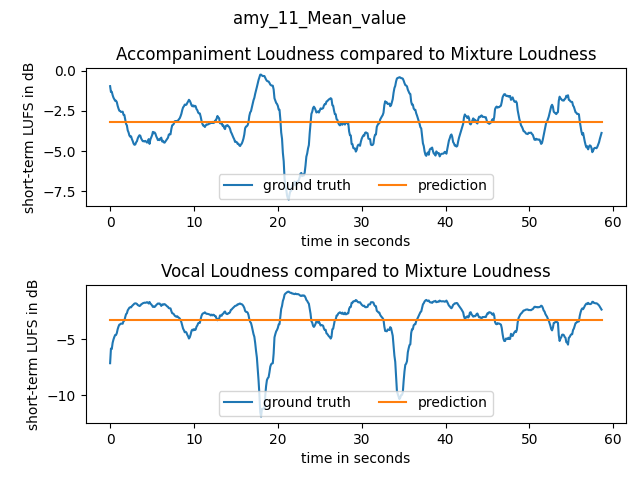 amy_11_Mean_value
Accompaniment Loudness compared to Mixture Loudness
short-term LUFS in dB
0.0
−2.5
−5.0
−7.5
ground truth prediction
0 10 20 30 40 50 60
time in seconds
Vocal Loudness compared to Mixture Loudness
short-term LUFS in dB
−5
−10
ground truth prediction
0 10 20 30 40 50 60
time in seconds